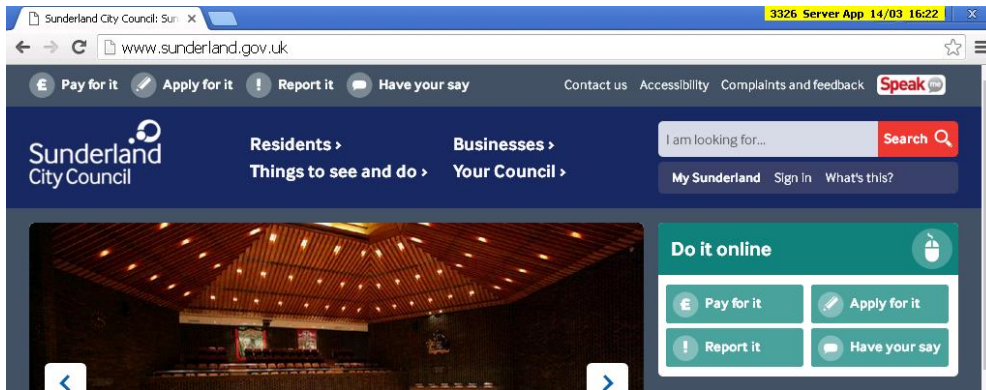 Sunderland City Council: Sun
3326 Server App 14/03 16:22
www.sunderland.gov.uk
£ Pay for it Apply for it ! Report it Have your say Contact us Accessibility Complaints and feedback Speak me
Sunderland
City Council
Residents › Businesses ›
Things to see and do › Your Council ›
I am looking for... Search
My Sunderland Sign in What's this?
Do it online
£ Pay for it Apply for it
! Report it Have your say